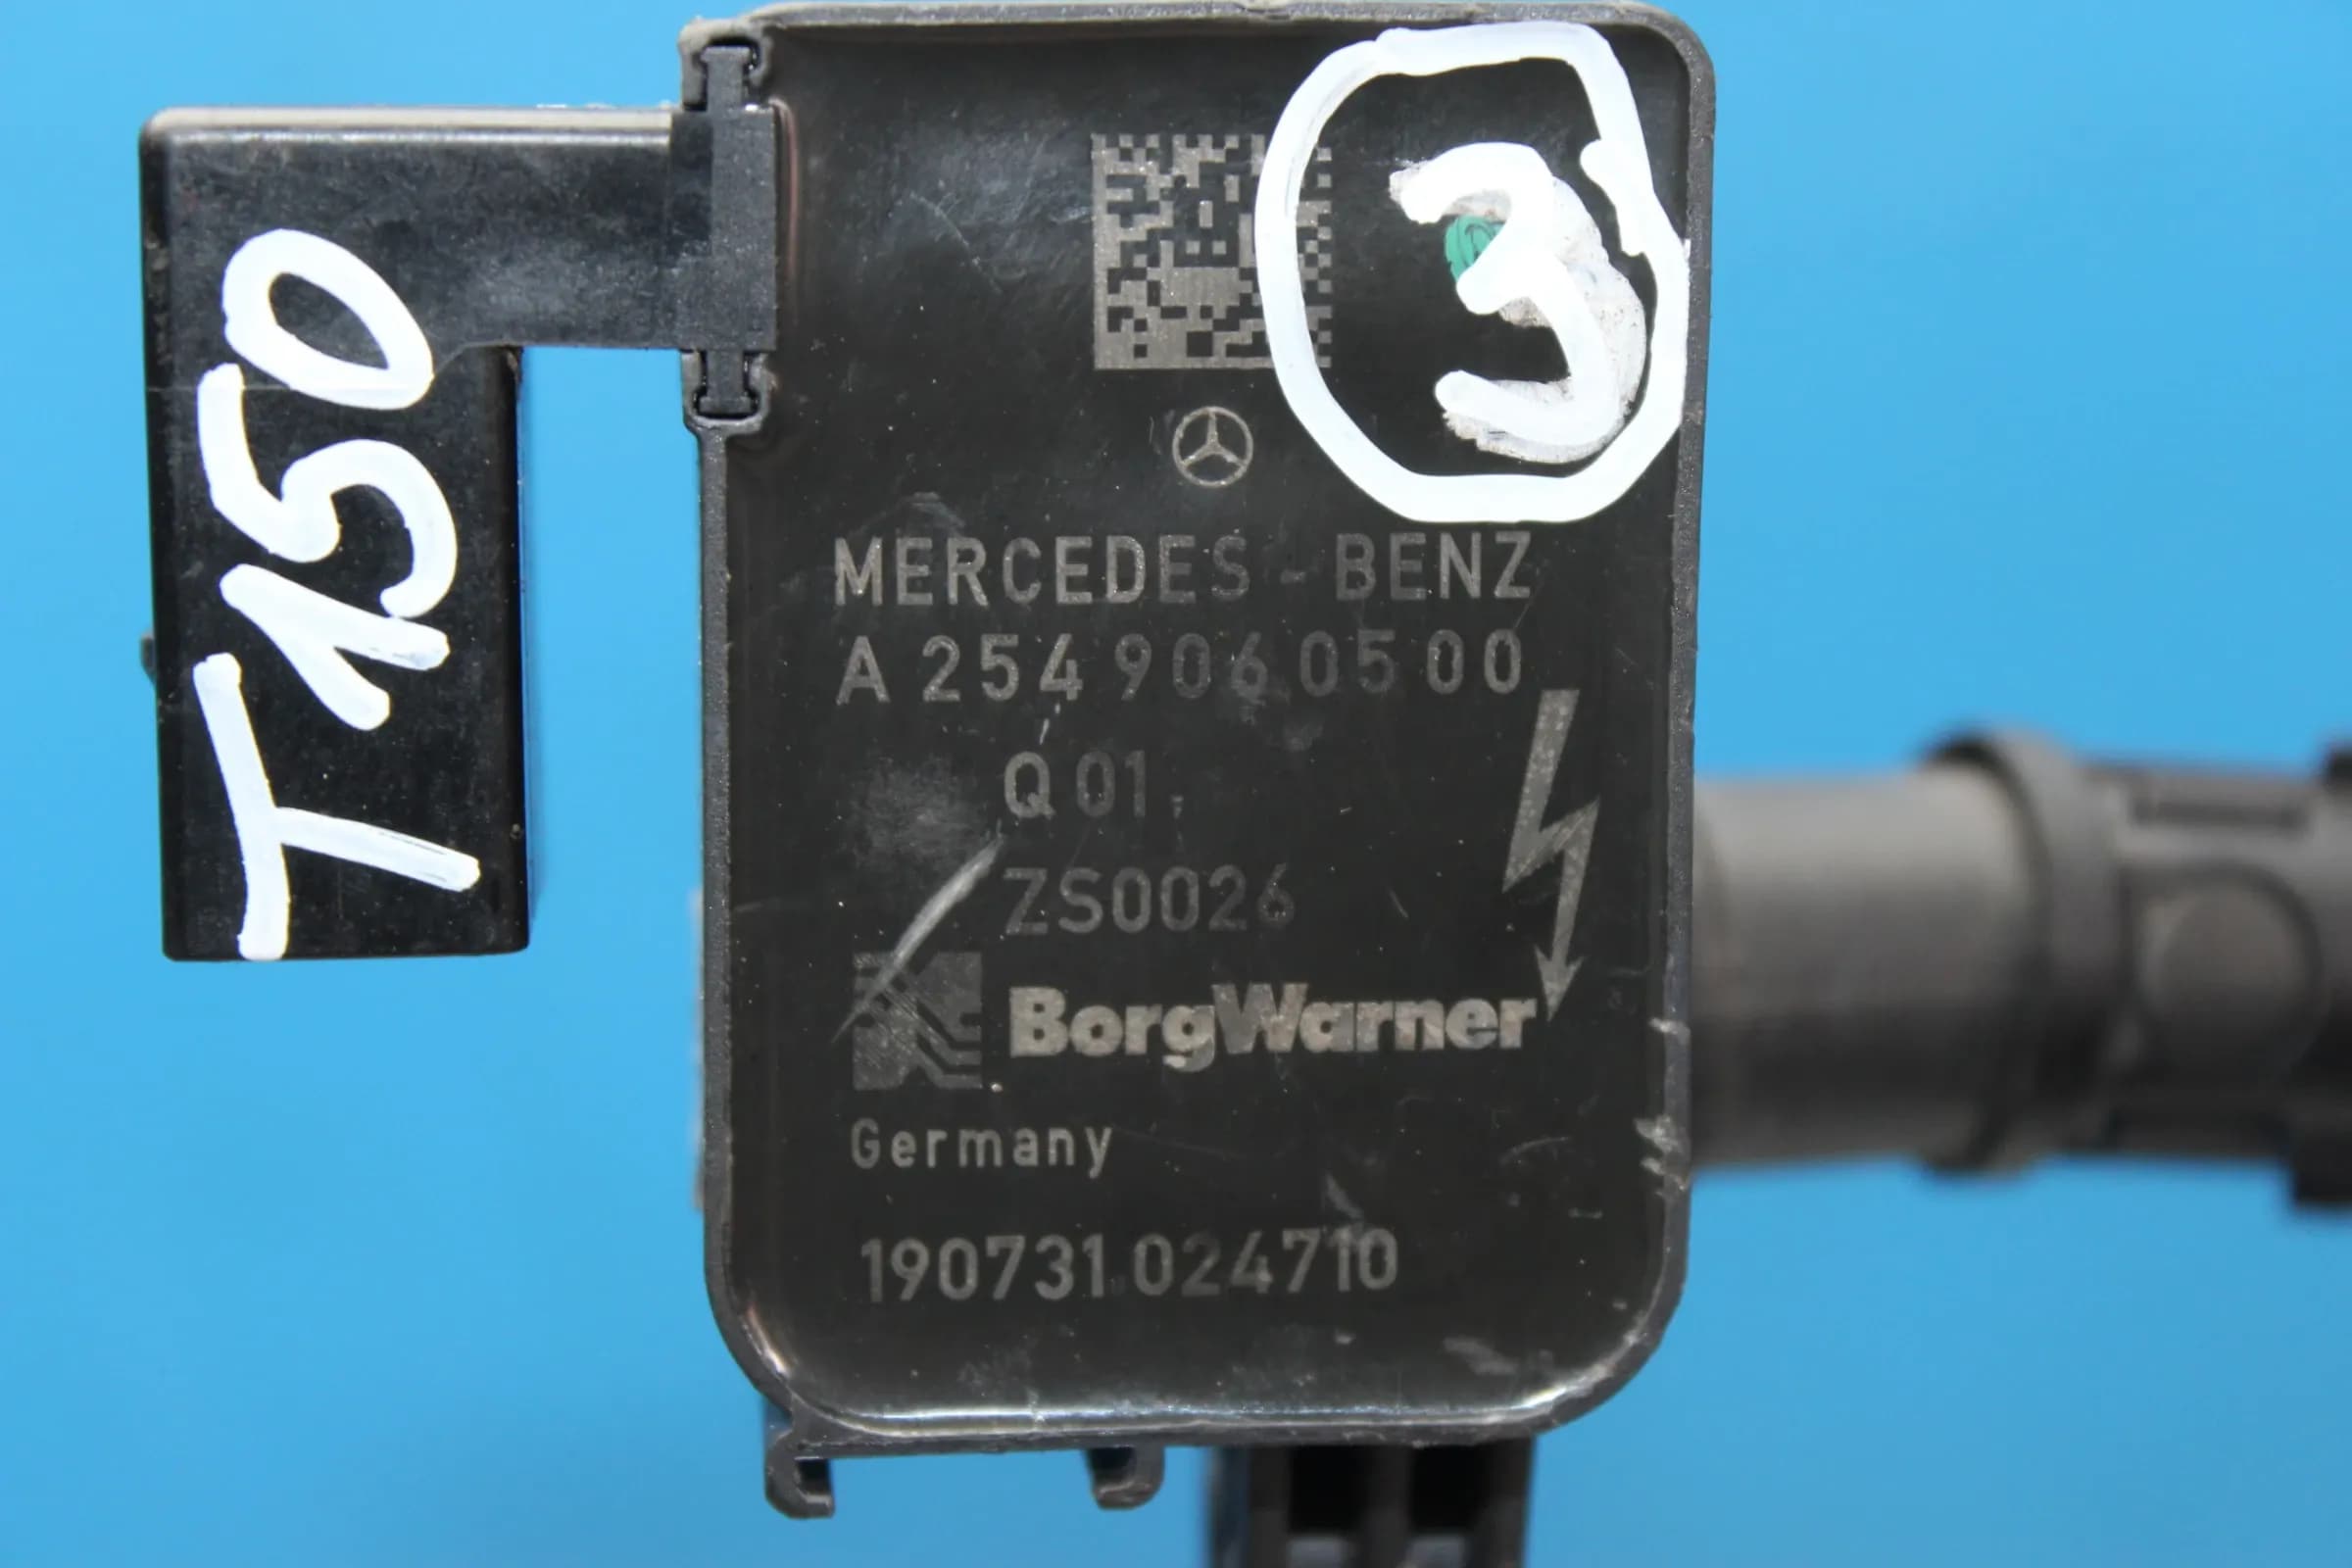 T150
3
MERCEDES - BENZ
A 254 906 05 00
Q 01
ZS0026
BorgWarner
Germany
190731.024710